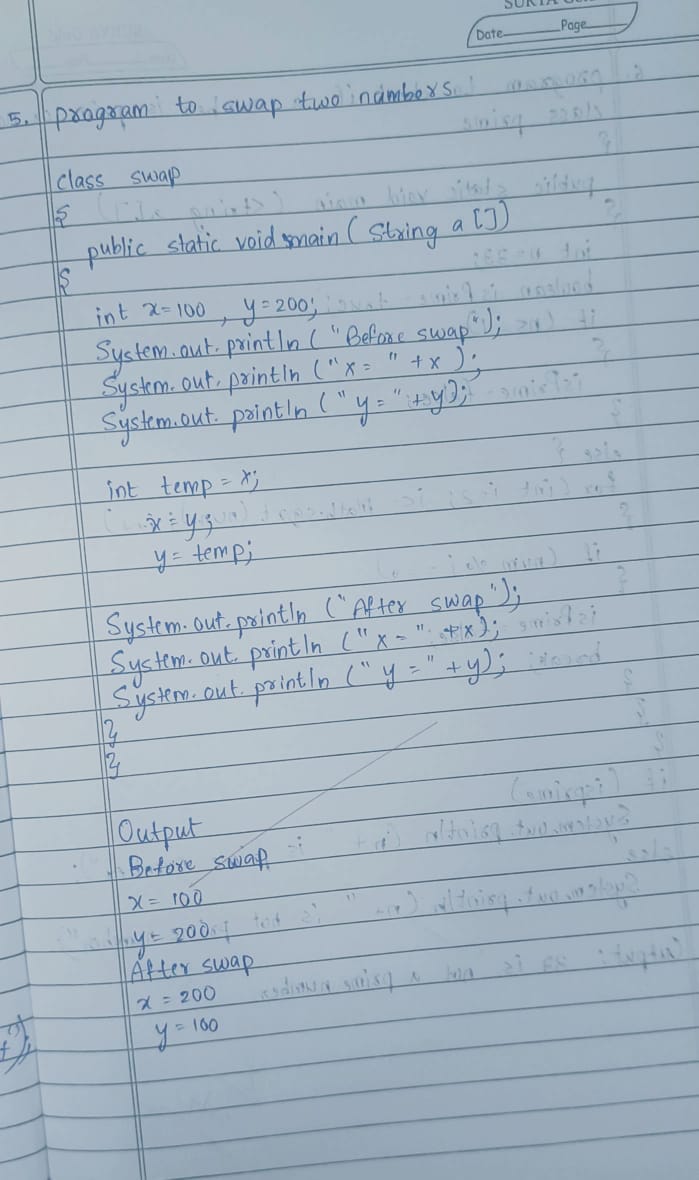 Date Page
5. program to swap two numbers
class swap
{
public static void main ( String a [])
{
int x=100 , y=200;
System.out.println ( "Before swap");
System.out.println ("x= " +x );
System.out.println (" y = "+y);
int temp = x;
x = y;
y = temp;
System.out.println ("After swap");
System.out.println ("x = " +x);
System.out.println (" y = " +y);
}
}
Output
Before swap
x = 100
y = 200
After swap
x = 200
y = 100